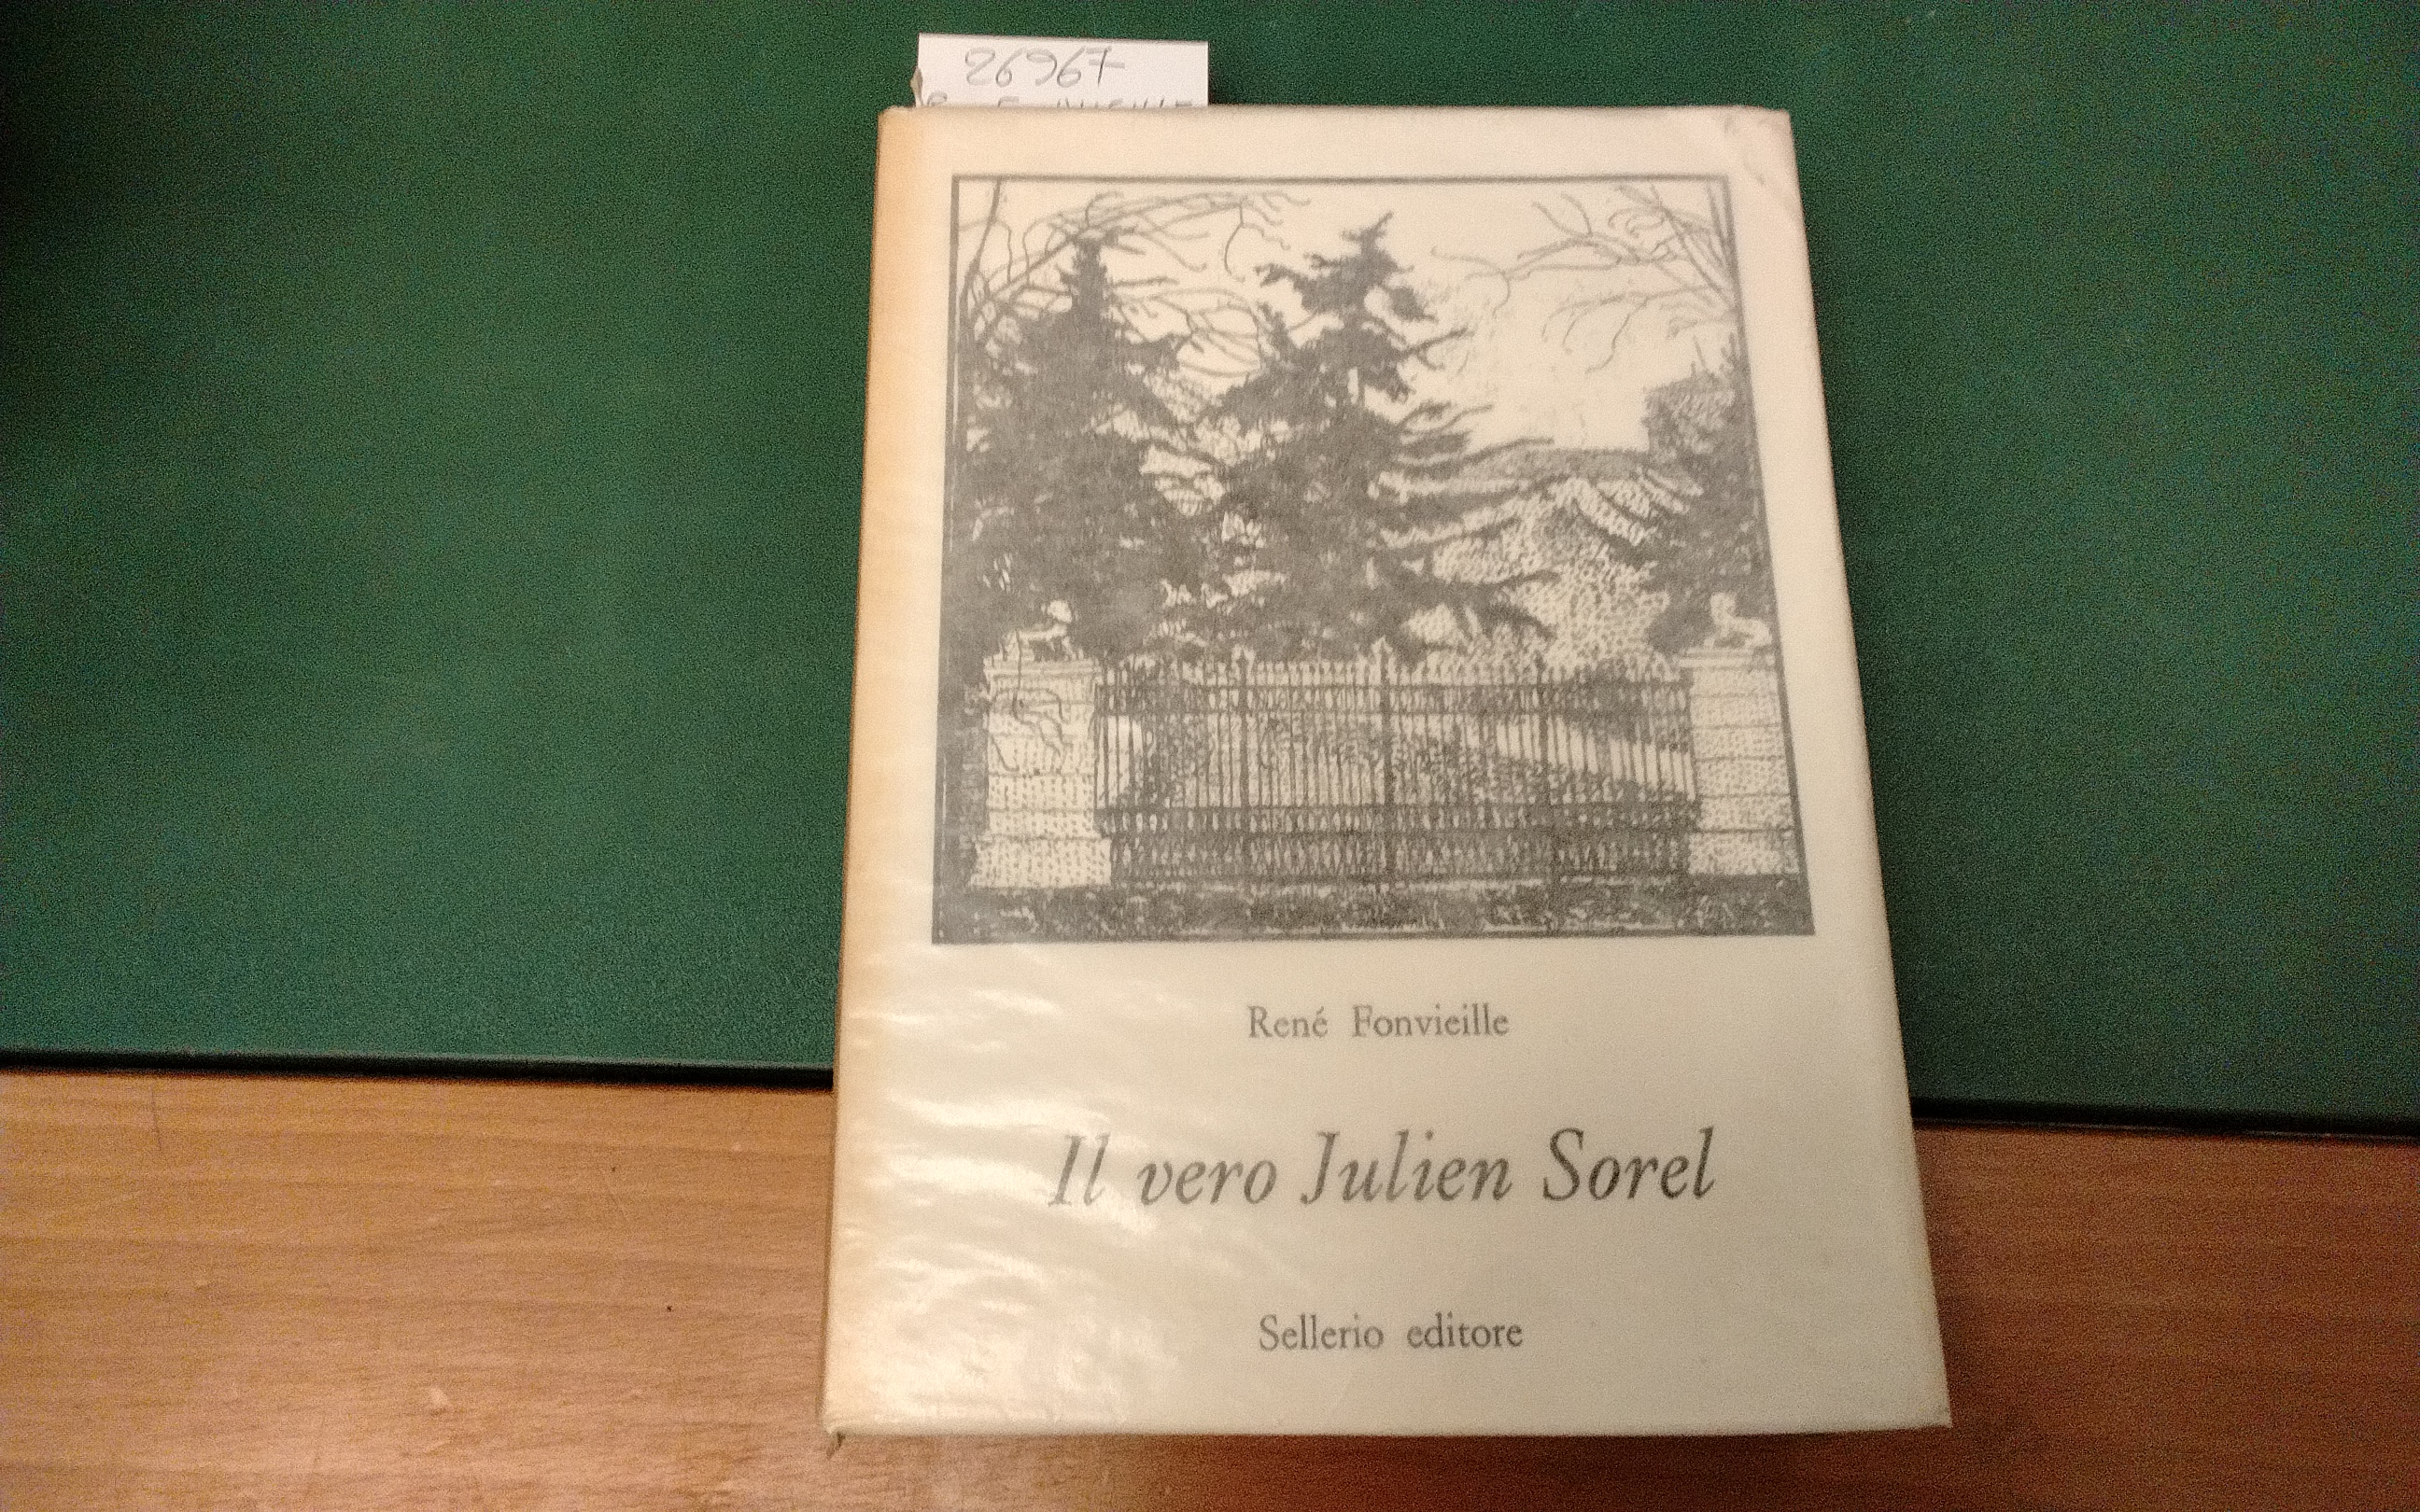 26967
René Fonvieille
Il vero Julien Sorel
Sellerio editore